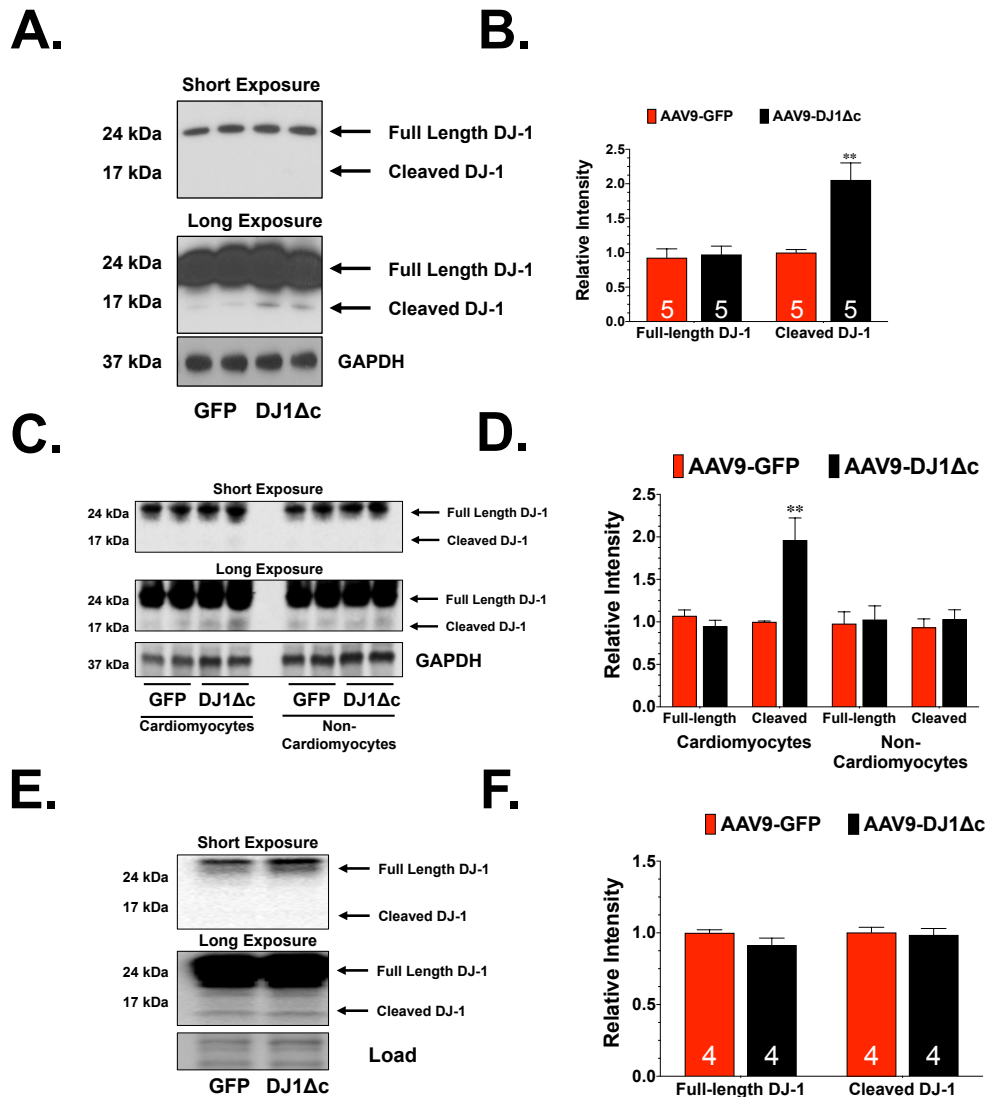 A.
Short Exposure
24 kDa
Full Length DJ-1
17 kDa
Cleaved DJ-1
Long Exposure
24 kDa
Full Length DJ-1
17 kDa
Cleaved DJ-1
37 kDa
GAPDH
GFP DJ1Δc
B.
AAV9-GFP AAV9-DJ1Δc
Relative Intensity
2.5
2.0
1.5
1.0
0.5
0.0
**
5 5 5 5
Full-length DJ-1 Cleaved DJ-1
C.
Short Exposure
24 kDa
Full Length DJ-1
17 kDa
Cleaved DJ-1
Long Exposure
24 kDa
Full Length DJ-1
17 kDa
Cleaved DJ-1
37 kDa
GAPDH
GFP DJ1Δc GFP DJ1Δc
Cardiomyocytes Non-
Cardiomyocytes
D.
AAV9-GFP AAV9-DJ1Δc
Relative Intensity
2.5
2.0
1.5
1.0
0.5
0.0
**
Full-length Cleaved Full-length Cleaved
Cardiomyocytes Non-
Cardiomyocytes
E.
Short Exposure
24 kDa
Full Length DJ-1
17 kDa
Cleaved DJ-1
Long Exposure
24 kDa
Full Length DJ-1
17 kDa
Cleaved DJ-1
Load
GFP DJ1Δc
F.
AAV9-GFP AAV9-DJ1Δc
Relative Intensity
1.5
1.0
0.5
0.0
4 4 4 4
Full-length DJ-1 Cleaved DJ-1